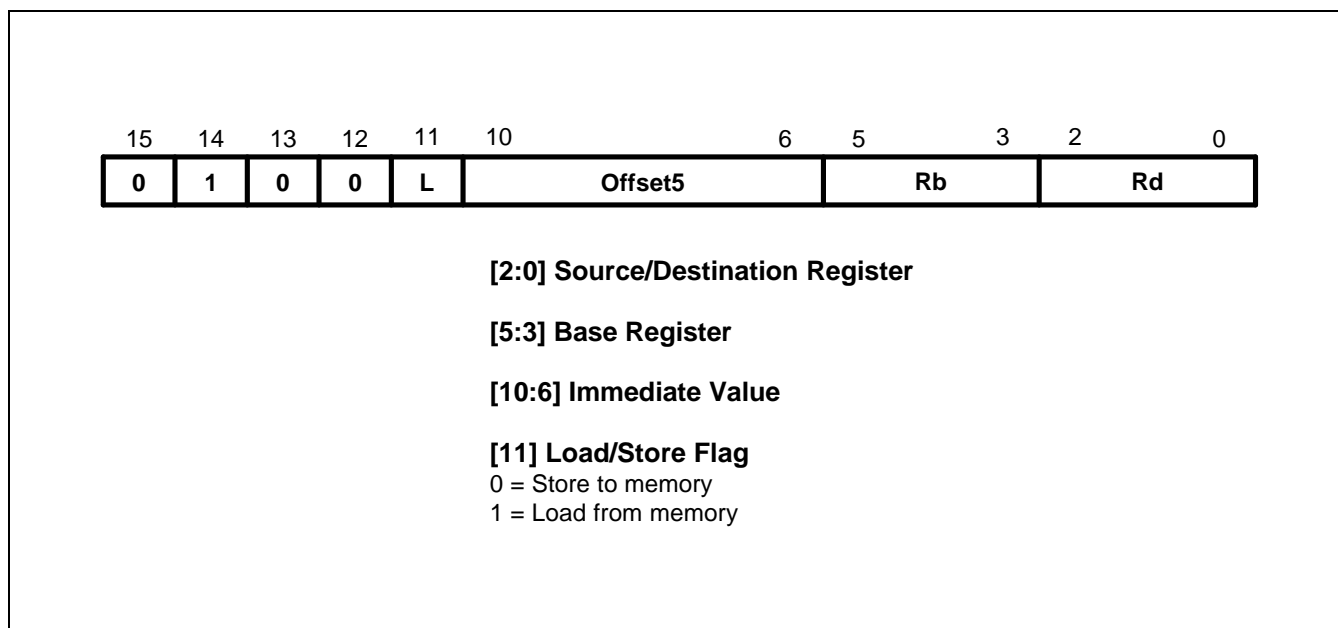 15 14 13 12 11 10 6 5 3 2 0
0 1 0 0 L Offset5 Rb Rd
[2:0] Source/Destination Register
[5:3] Base Register
[10:6] Immediate Value
[11] Load/Store Flag
0 = Store to memory
1 = Load from memory